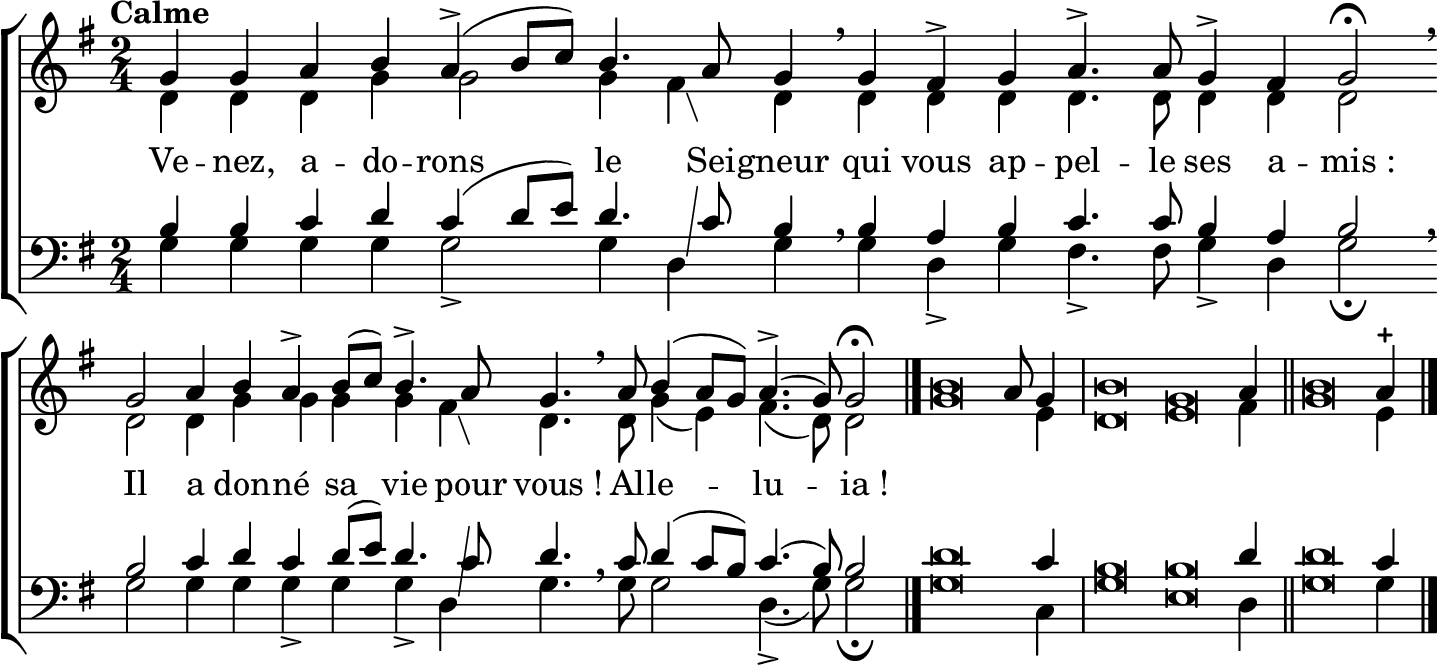 Calme
Ve -- nez, a -- do -- rons le Seigneur qui vous ap -- pel -- le ses a -- mis :
Il a donné sa vie pour vous ! Alle -- lu -- ia !